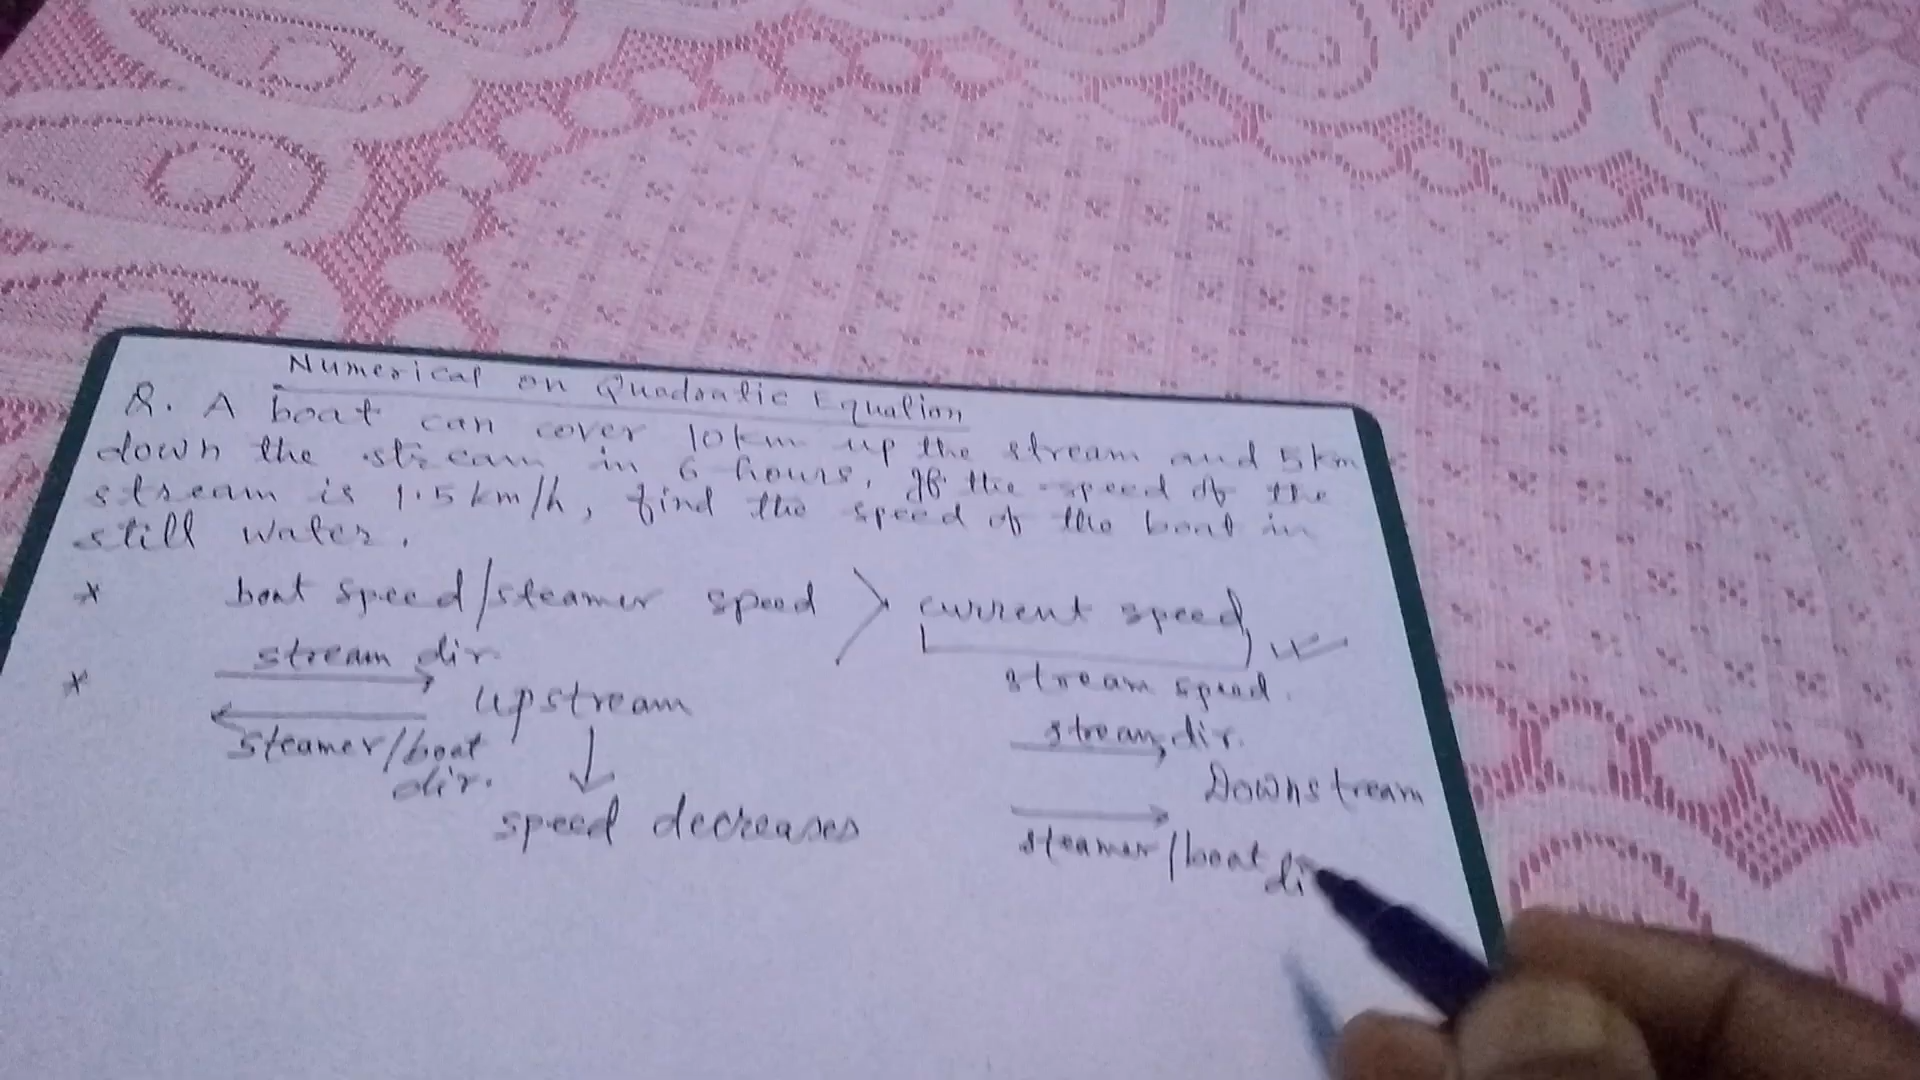 Numerical on Quadratic Equation
Q. A boat can cover 10km up the stream and 5km
down the stream in 6 hours, If the speed of the
stream is 1.5 km/h, find the speed of the boat in
still water.
* boat speed/steamer speed > current speed
stream speed.
* stream dir.
upstream
steamer/boat
dir.
speed decreases
stream dir.
Downstream
steamer/boat di